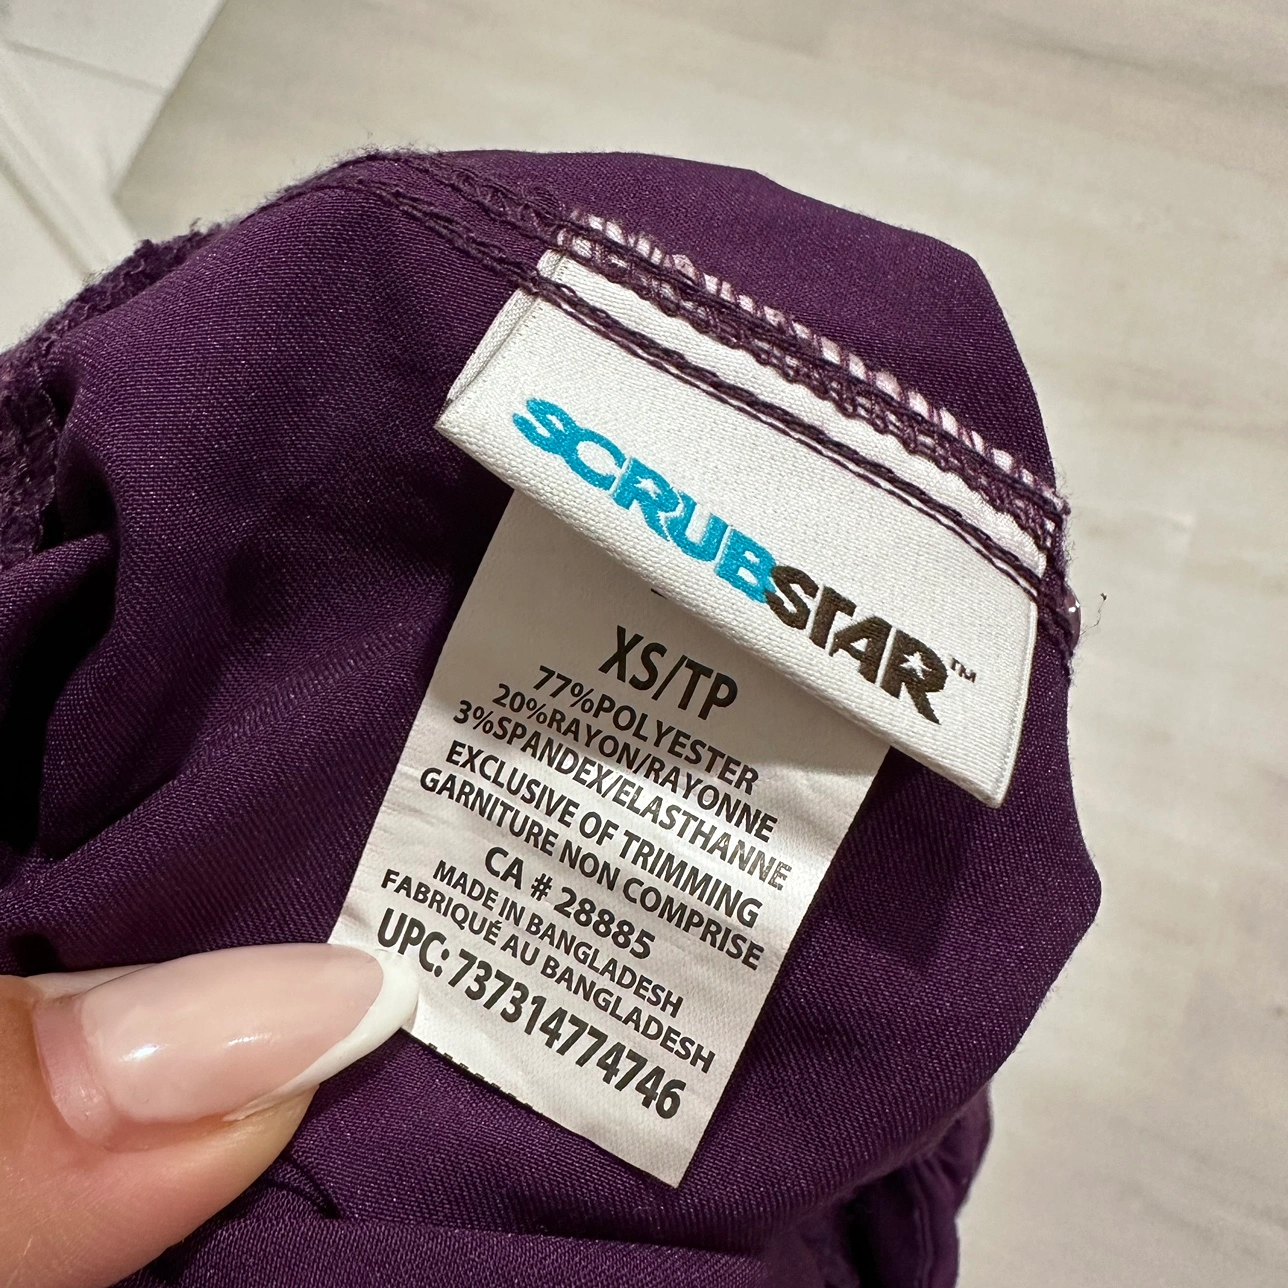 SCRUBSTAR™
XS/TP
77%POLYESTER
20%RAYON/RAYONNE
3%SPANDEX/ELASTHANNE
EXCLUSIVE OF TRIMMING
GARNITURE NON COMPRISE
CA # 28885
MADE IN BANGLADESH
FABRIQUÉ AU BANGLADESH
UPC: 737314774746